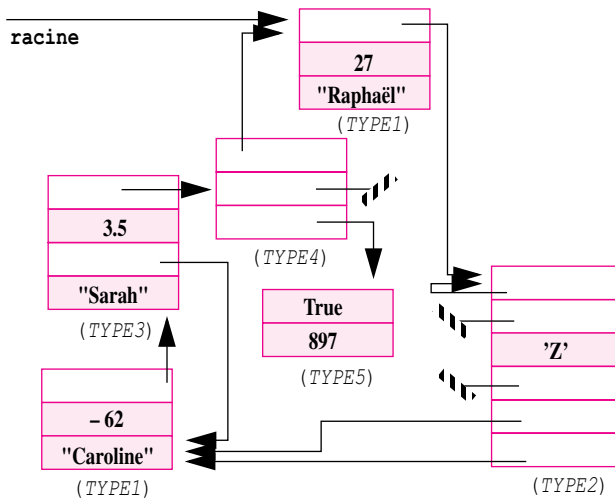 racine
27
"Raphaël"
(TYPE1)
3.5
"Sarah"
(TYPE3)
(TYPE4)
True
897
(TYPE5)
'Z'
(TYPE2)
– 62
"Caroline"
(TYPE1)